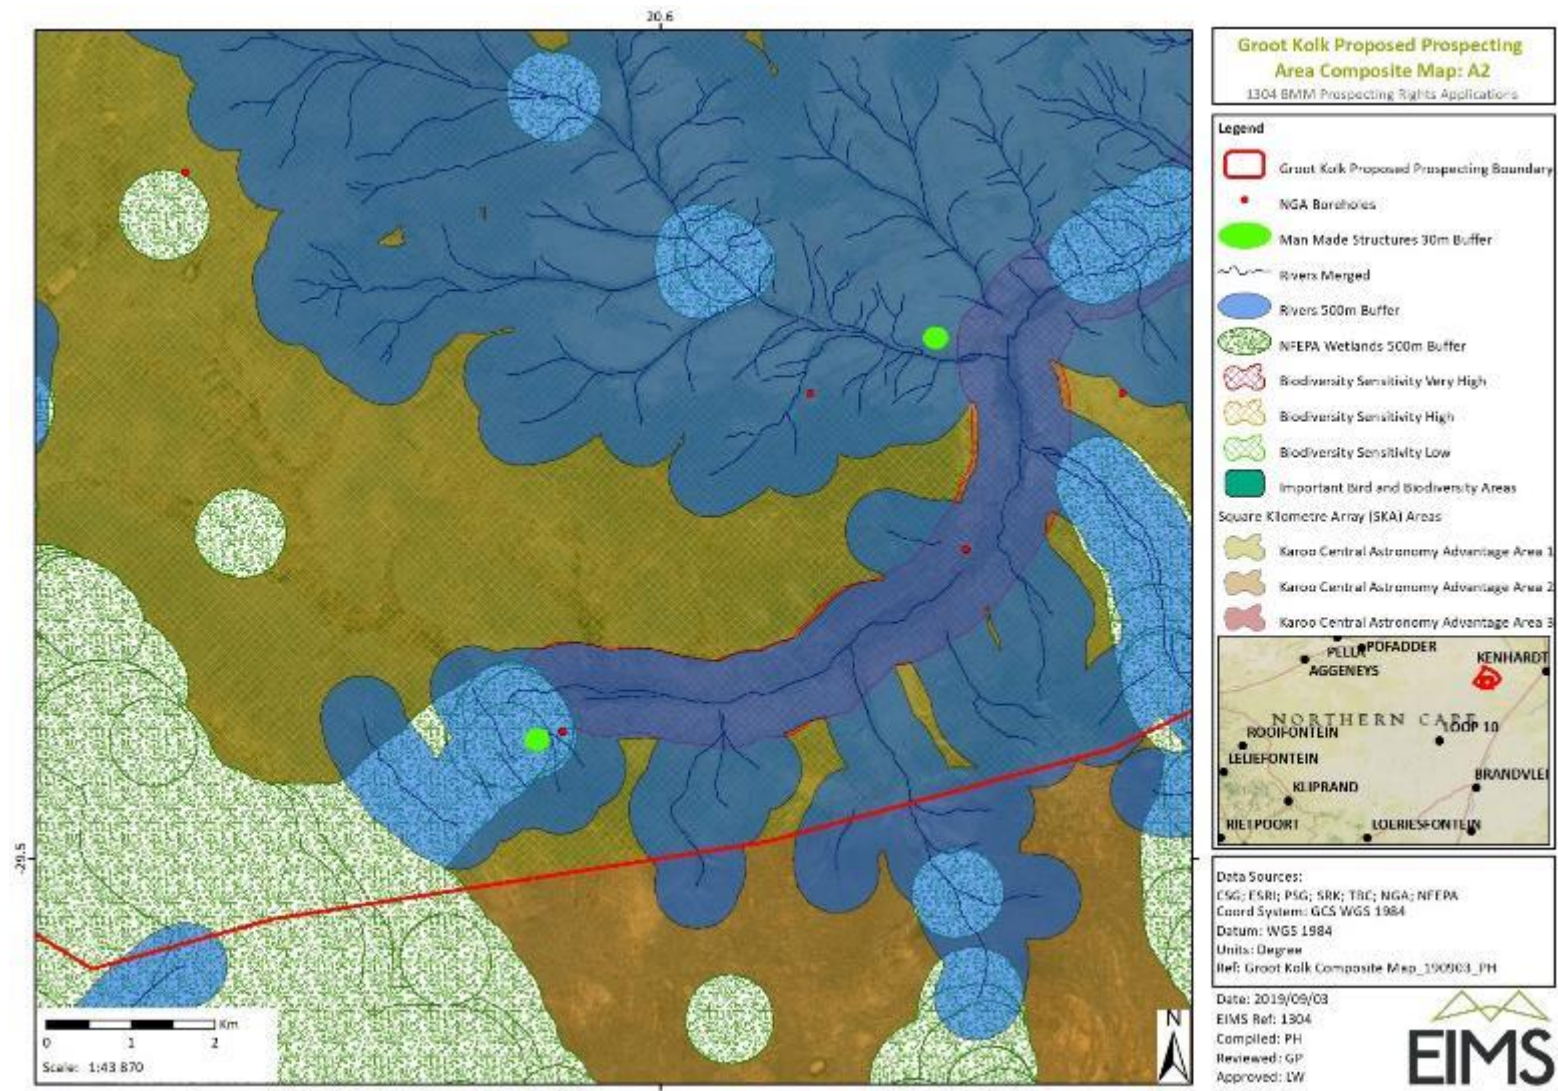 20.6
-29.5
Groot Kolk Proposed Prospecting
Area Composite Map: A2
1304 BMM Prospecting Rights Applications
Legend
Groot Kolk Proposed Prospecting Boundary
NGA Boreholes
Man Made Structures 30m Buffer
Rivers Merged
Rivers 500m Buffer
NFEPA Wetlands 500m Buffer
Biodiversity Sensitivity Very High
Biodiversity Sensitivity High
Biodiversity Sensitivity Low
Important Bird and Biodiversity Areas
Square Kilometre Array (SKA) Areas
Karoo Central Astronomy Advantage Area 1
Karoo Central Astronomy Advantage Area 2
Karoo Central Astronomy Advantage Area 3
PELLA
POFADDER
AGGENEYS
KENHARDT
NORTHERN CAPE
LOOP 10
ROOIFONTEIN
LELIEFONTEIN
KLIPRAND
BRANDVLEI
RIETPOORT
LOERIESFONTEIN
Data Sources:
CSG; ESRI; PSG; SRK; TBC; NGA; NFEPA
Coord System: GCS WGS 1984
Datum: WGS 1984
Units: Degree
Ref: Groot Kolk Composite Map_190903_PH
Date: 2019/09/03
EIMS Ref: 1304
Compiled: PH
Reviewed: GP
Approved: LW
EIMS
N
Km
0 1 2
Scale: 1:43 870